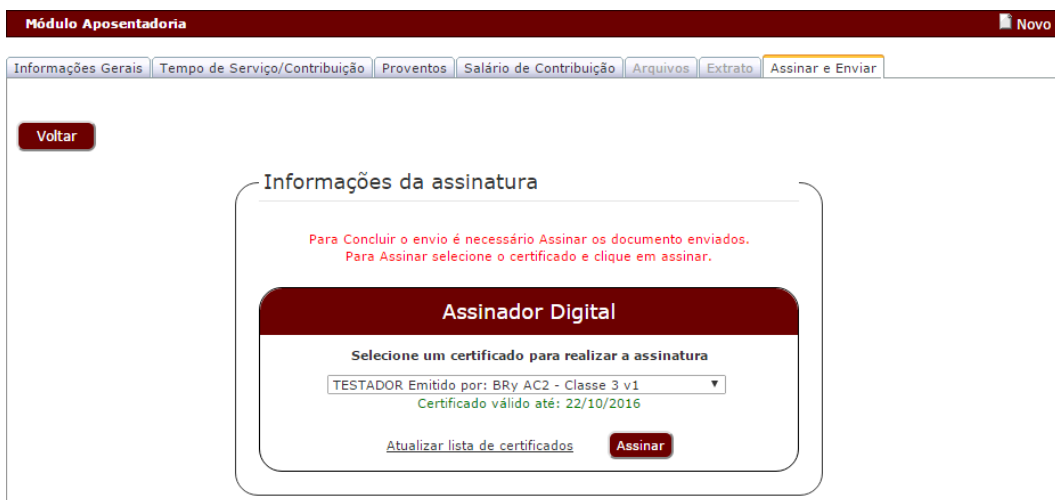 Módulo Aposentadoria Novo
Informações Gerais Tempo de Serviço/Contribuição Proventos Salário de Contribuição Arquivos Extrato Assinar e Enviar
Voltar
Informações da assinatura
Para Concluir o envio é necessário Assinar os documento enviados.
Para Assinar selecione o certificado e clique em assinar.
Assinador Digital
Selecione um certificado para realizar a assinatura
TESTADOR Emitido por: BRy AC2 - Classe 3 v1
Certificado válido até: 22/10/2016
Atualizar lista de certificados Assinar